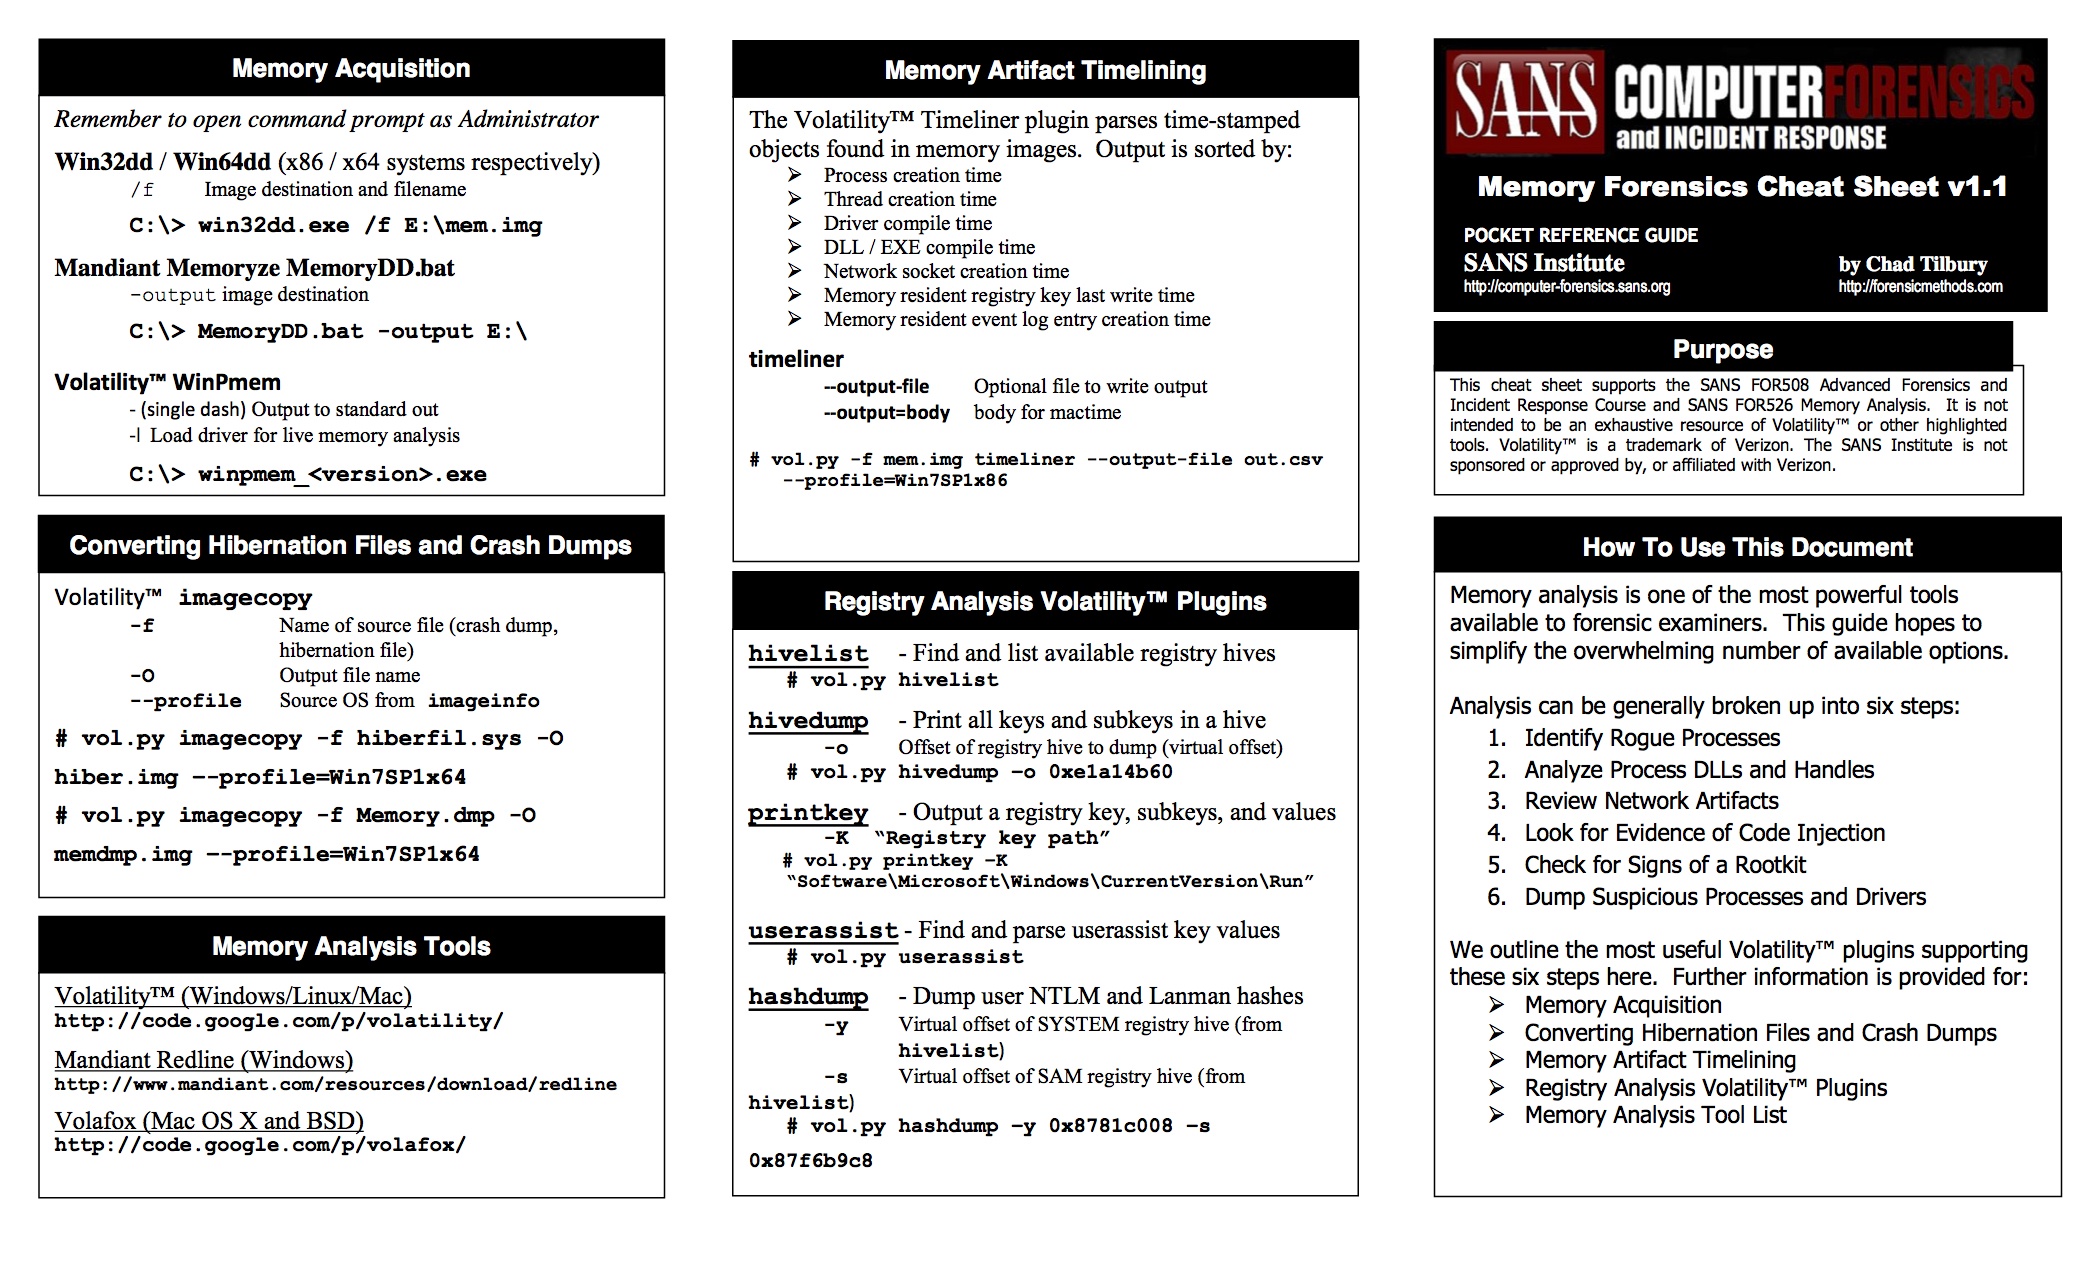 Memory Acquisition
Remember to open command prompt as Administrator
Win32dd / Win64dd (x86 / x64 systems respectively)
/f Image destination and filename
C:\> win32dd.exe /f E:\mem.img
Mandiant Memoryze MemoryDD.bat
-output image destination
C:\> MemoryDD.bat -output E:\
Volatility™ WinPmem
- (single dash) Output to standard out
-l Load driver for live memory analysis
C:\> winpmem_<version>.exe
Converting Hibernation Files and Crash Dumps
Volatility™ imagecopy
-f Name of source file (crash dump,
hibernation file)
-O Output file name
--profile Source OS from imageinfo
# vol.py imagecopy -f hiberfil.sys -O
hiber.img --profile=Win7SP1x64
# vol.py imagecopy -f Memory.dmp -O
memdmp.img --profile=Win7SP1x64
Memory Analysis Tools
Volatility™ (Windows/Linux/Mac)
http://code.google.com/p/volatility/
Mandiant Redline (Windows)
http://www.mandiant.com/resources/download/redline
Volafox (Mac OS X and BSD)
http://code.google.com/p/volafox/
Memory Artifact Timelining
The Volatility™ Timeliner plugin parses time-stamped
objects found in memory images. Output is sorted by:
➢ Process creation time
➢ Thread creation time
➢ Driver compile time
➢ DLL / EXE compile time
➢ Network socket creation time
➢ Memory resident registry key last write time
➢ Memory resident event log entry creation time
timeliner
--output-file Optional file to write output
--output=body body for mactime
# vol.py -f mem.img timeliner --output-file out.csv
--profile=Win7SP1x86
Registry Analysis Volatility™ Plugins
hivelist - Find and list available registry hives
# vol.py hivelist
hivedump - Print all keys and subkeys in a hive
-o Offset of registry hive to dump (virtual offset)
# vol.py hivedump –o 0xe1a14b60
printkey - Output a registry key, subkeys, and values
-K “Registry key path”
# vol.py printkey –K
“Software\Microsoft\Windows\CurrentVersion\Run”
userassist - Find and parse userassist key values
# vol.py userassist
hashdump - Dump user NTLM and Lanman hashes
-y Virtual offset of SYSTEM registry hive (from
hivelist)
-s Virtual offset of SAM registry hive (from
hivelist)
# vol.py hashdump –y 0x8781c008 –s
0x87f6b9c8
SANS COMPUTER FORENSICS
and INCIDENT RESPONSE
Memory Forensics Cheat Sheet v1.1
POCKET REFERENCE GUIDE
SANS Institute by Chad Tilbury
http://computer-forensics.sans.org http://forensicmethods.com
Purpose
This cheat sheet supports the SANS FOR508 Advanced Forensics and
Incident Response Course and SANS FOR526 Memory Analysis. It is not
intended to be an exhaustive resource of Volatility™ or other highlighted
tools. Volatility™ is a trademark of Verizon. The SANS Institute is not
sponsored or approved by, or affiliated with Verizon.
How To Use This Document
Memory analysis is one of the most powerful tools
available to forensic examiners. This guide hopes to
simplify the overwhelming number of available options.
Analysis can be generally broken up into six steps:
1. Identify Rogue Processes
2. Analyze Process DLLs and Handles
3. Review Network Artifacts
4. Look for Evidence of Code Injection
5. Check for Signs of a Rootkit
6. Dump Suspicious Processes and Drivers
We outline the most useful Volatility™ plugins supporting
these six steps here. Further information is provided for:
➢ Memory Acquisition
➢ Converting Hibernation Files and Crash Dumps
➢ Memory Artifact Timelining
➢ Registry Analysis Volatility™ Plugins
➢ Memory Analysis Tool List